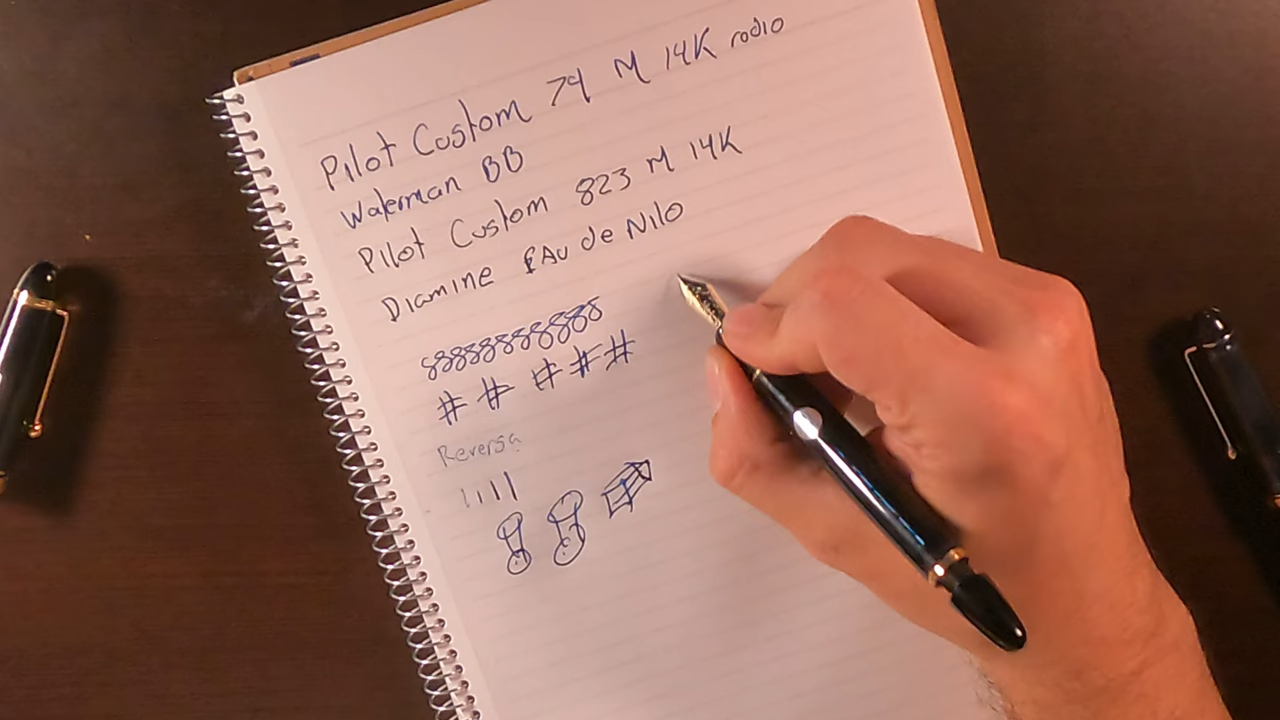 Pilot Custom 74 M 14K rodio
Waterman BB
Pilot Custom 823 M 14K
Diamine EAu de Nilo
88888888888
# # # # #
Reversa